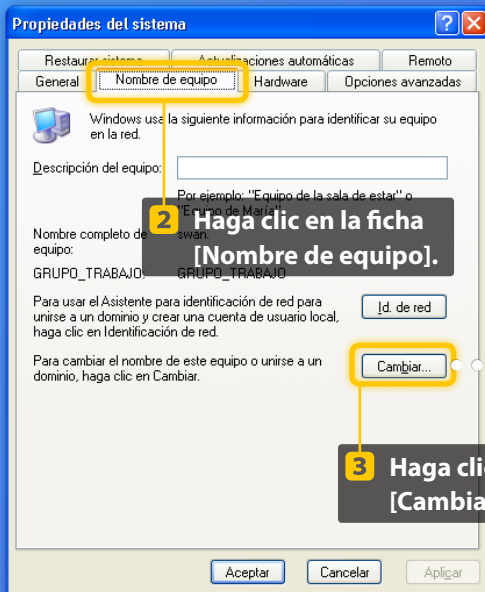 Propiedades del sistema
Restaurar sistema Actualizaciones automáticas Remoto
General Nombre de equipo Hardware Opciones avanzadas
Windows usa la siguiente información para identificar su equipo
en la red.
Descripción del equipo:
Por ejemplo: "Equipo de la sala de estar" o
"Equipo de María".
2 Haga clic en la ficha
[Nombre de equipo].
Nombre completo de
equipo:
swan.
GRUPO_TRABAJO: GRUPO_TRABAJO
Para usar el Asistente para identificación de red para
unirse a un dominio y crear una cuenta de usuario local,
haga clic en Identificación
de red.
Id. de red
Para cambiar el nombre de este equipo o unirse a un
dominio, haga clic en Cambiar.
Cambiar...
3 Haga clic
[Cambia
Aceptar Cancelar Aplicar